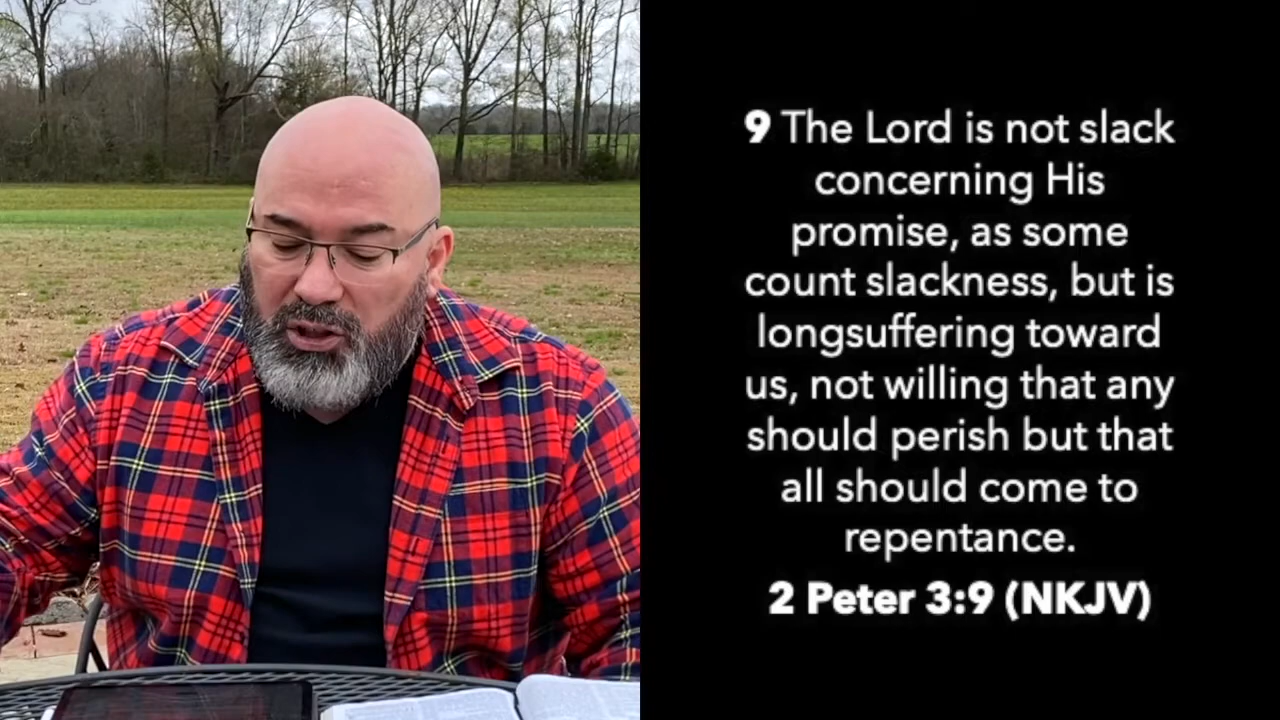 9 The Lord is not slack
concerning His
promise, as some
count slackness, but is
longsuffering toward
us, not willing that any
should perish but that
all should come to
repentance.
2 Peter 3:9 (NKJV)